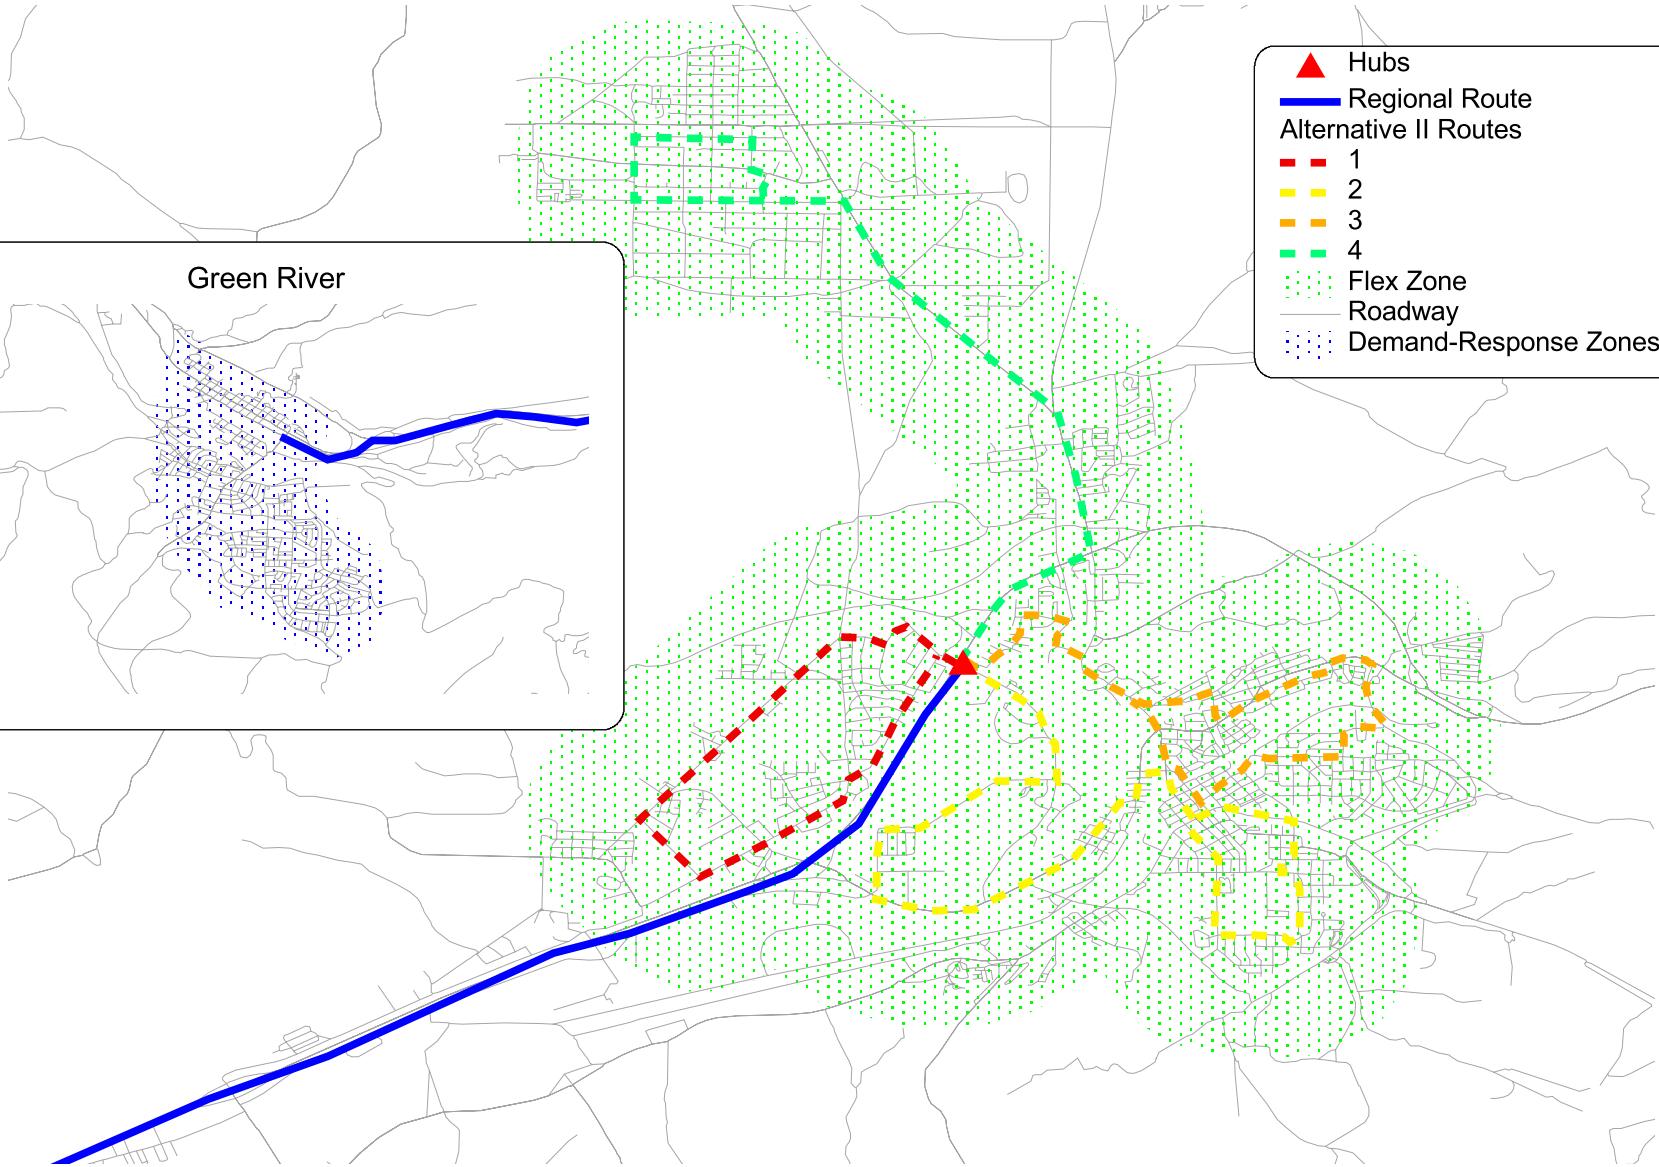 Hubs
Regional Route
Alternative II Routes
1
2
3
4
Flex Zone
Roadway
Demand-Response Zones
Green River